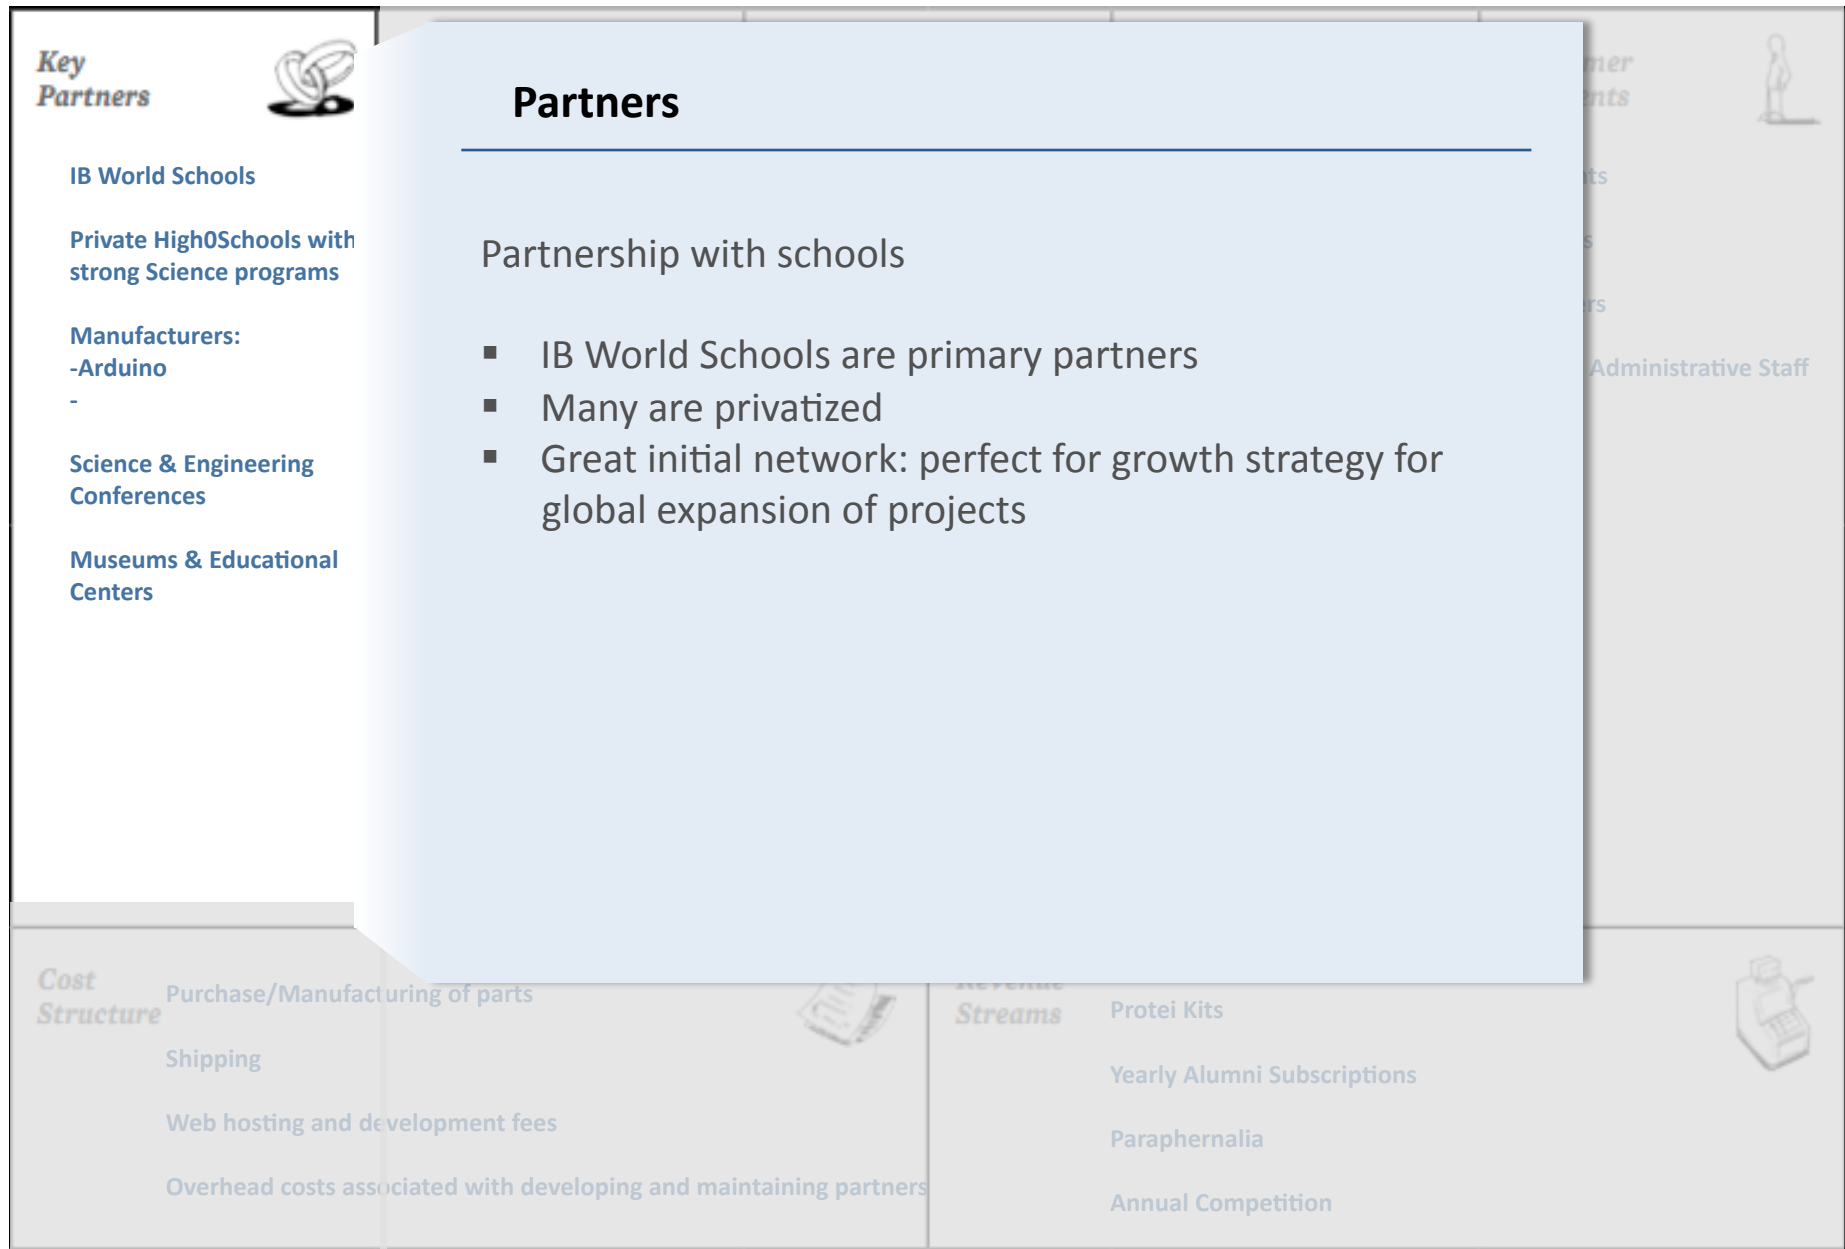 Key
Partners
IB World Schools
Private High0Schools with
strong Science programs
Manufacturers:
-Arduino
-
Science & Engineering
Conferences
Museums & Educational
Centers
Partners
Partnership with schools
▪ IB World Schools are primary partners
▪ Many are privatized
▪ Great initial network: perfect for growth strategy for
global expansion of projects
Administrative Staff
Cost
Structure
Purchase/Manufacturing of parts
Shipping
Web hosting and development fees
Overhead costs associated with developing and maintaining partners
Streams
Protei Kits
Yearly Alumni Subscriptions
Paraphernalia
Annual Competition